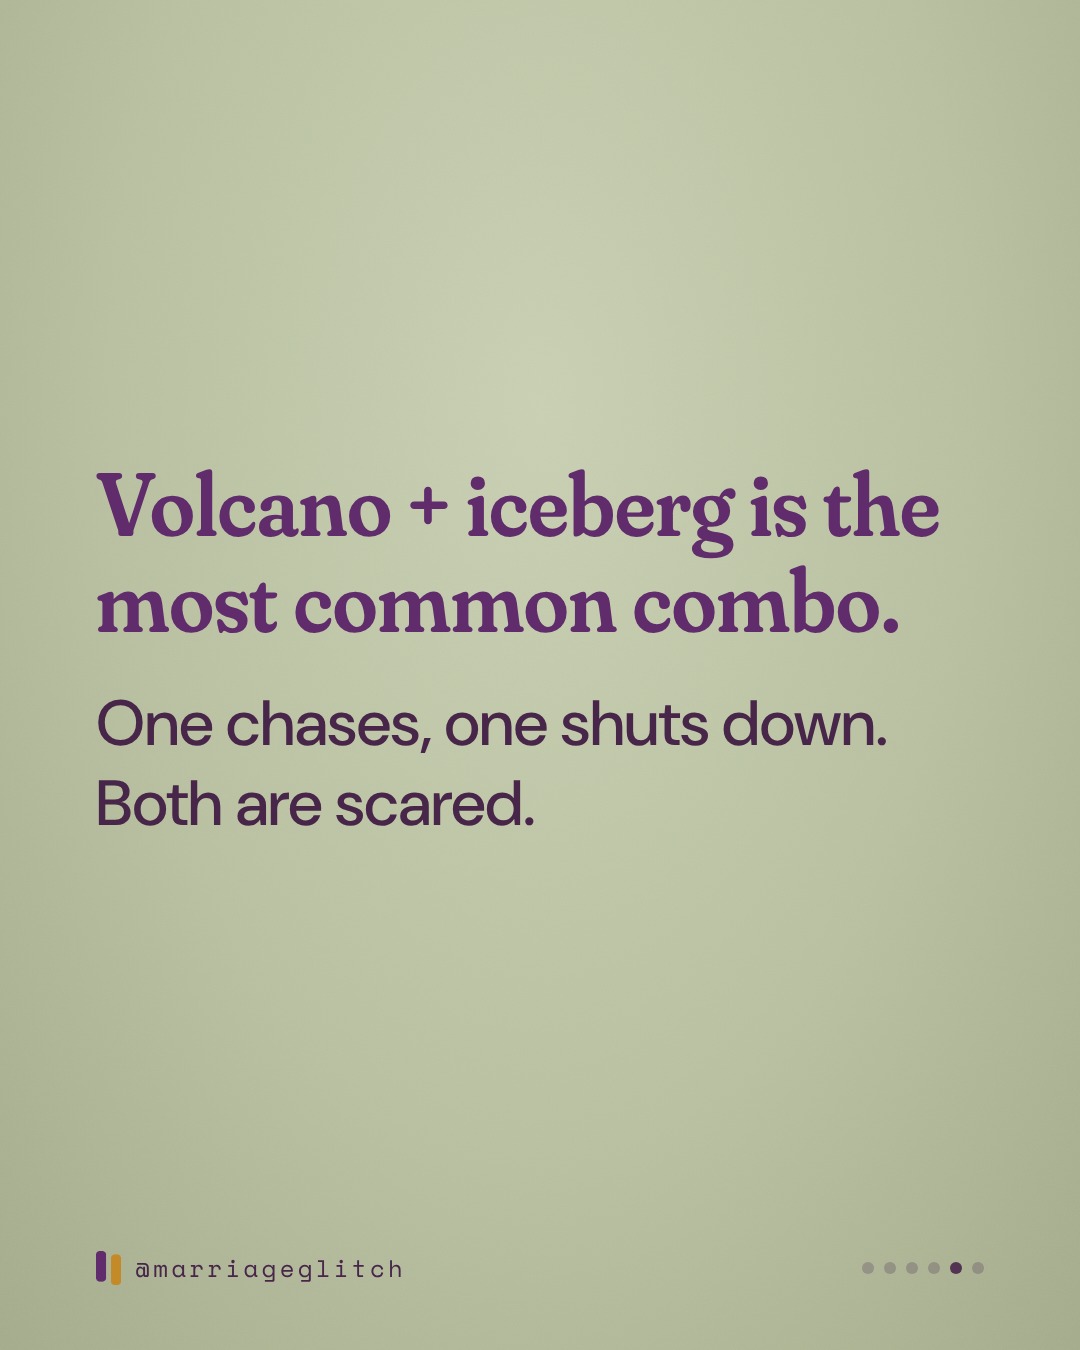 Volcano + iceberg is the
most common combo.
One chases, one shuts down.
Both are scared.
@marriageglitch